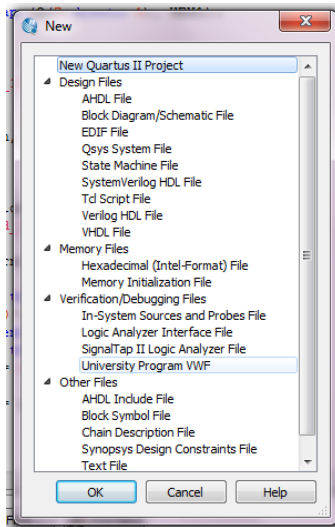 New
New Quartus II Project
Design Files
AHDL File
Block Diagram/Schematic File
EDIF File
Qsys System File
State Machine File
SystemVerilog HDL File
Tcl Script File
Verilog HDL File
VHDL File
Memory Files
Hexadecimal (Intel-Format) File
Memory Initialization File
Verification/Debugging Files
In-System Sources and Probes File
Logic Analyzer Interface File
SignalTap II Logic Analyzer File
University Program VWF
Other Files
AHDL Include File
Block Symbol File
Chain Description File
Synopsys Design Constraints File
Text File
OK Cancel Help